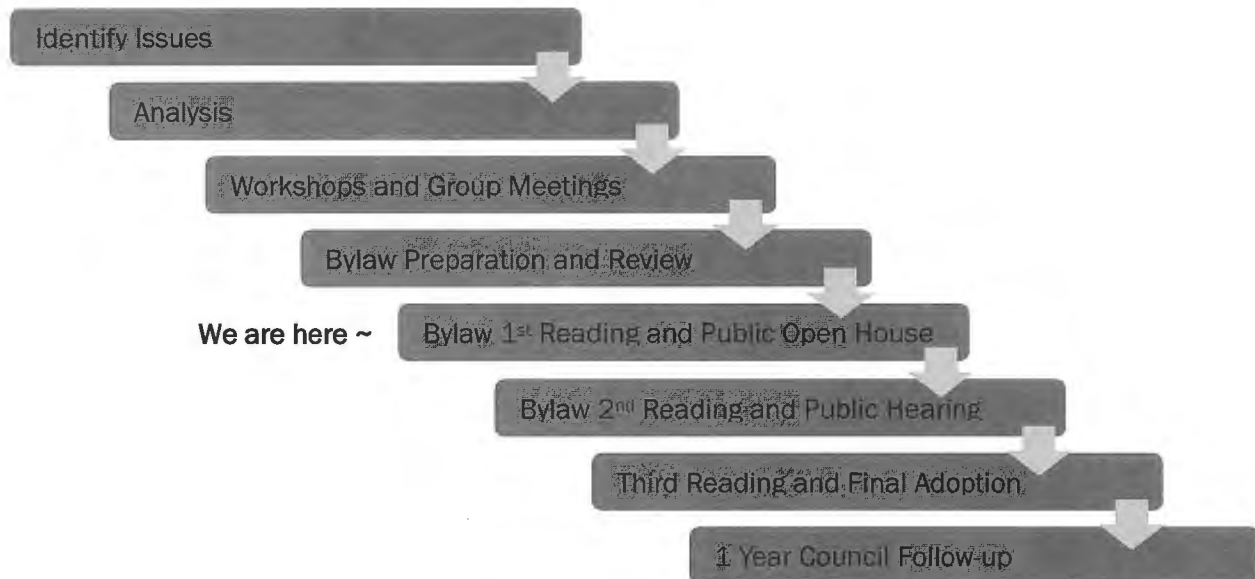 Identify Issues
Analysis
Workshops and Group Meetings
Bylaw Preparation and Review
We are here ~ Bylaw 1st Reading and Public Open House
Bylaw 2nd Reading and Public Hearing
Third Reading and Final Adoption
1 Year Council Follow-up